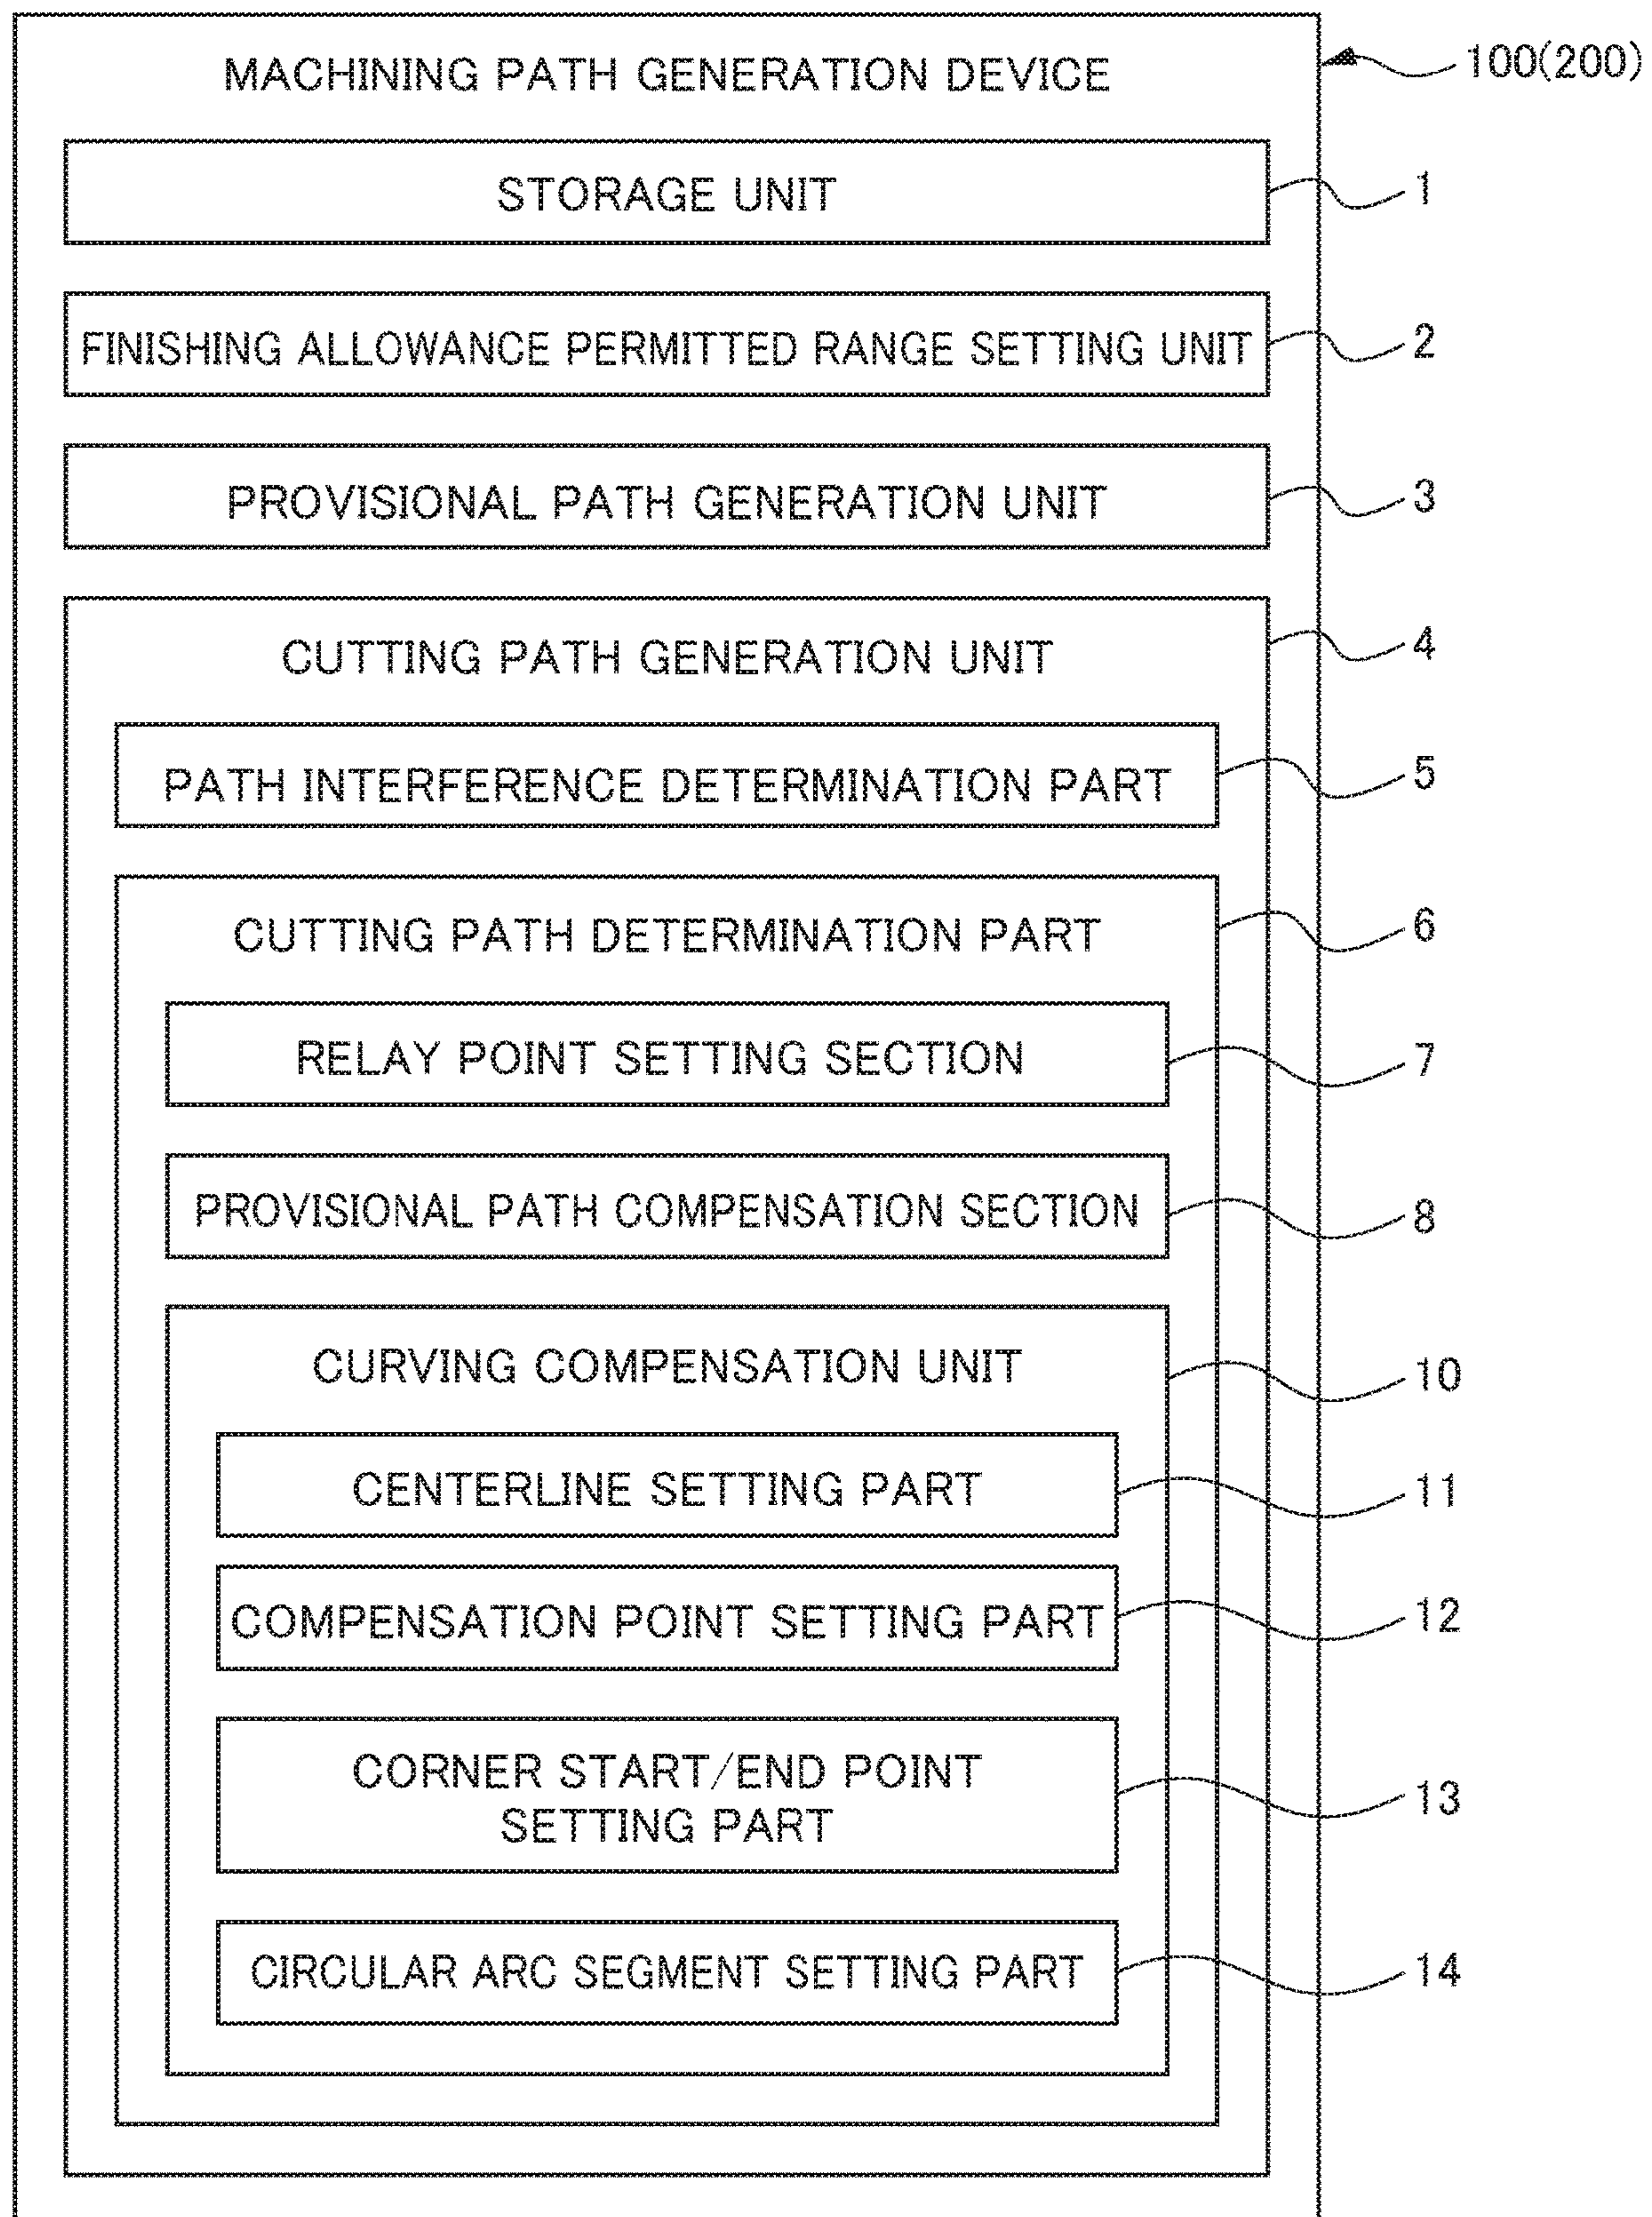 MACHINING PATH GENERATION DEVICE
100(200)
STORAGE UNIT
1
FINISHING ALLOWANCE PERMITTED RANGE SETTING UNIT
2
PROVISIONAL PATH GENERATION UNIT
3
CUTTING PATH GENERATION UNIT
4
PATH INTERFERENCE DETERMINATION PART
5
CUTTING PATH DETERMINATION PART
6
RELAY POINT SETTING SECTION
7
PROVISIONAL PATH COMPENSATION SECTION
8
CURVING COMPENSATION UNIT
10
CENTERLINE SETTING PART
11
COMPENSATION POINT SETTING PART
12
CORNER START/END POINT
SETTING PART
13
CIRCULAR ARC SEGMENT SETTING PART
14